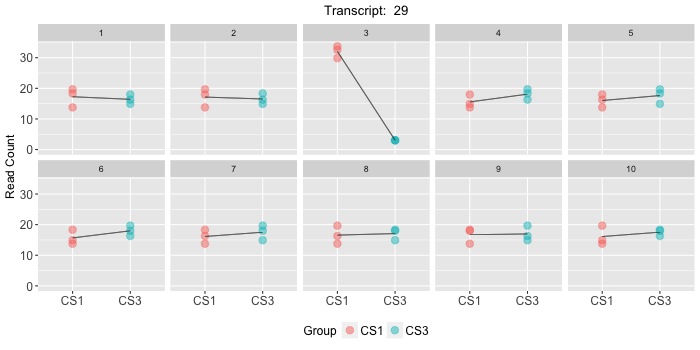 Transcript: 29
1 2 3 4 5
30
20
10
0
Read Count
6 7 8 9 10
30
20
10
0
CS1 CS3 CS1 CS3 CS1 CS3 CS1 CS3 CS1 CS3
Group CS1 CS3